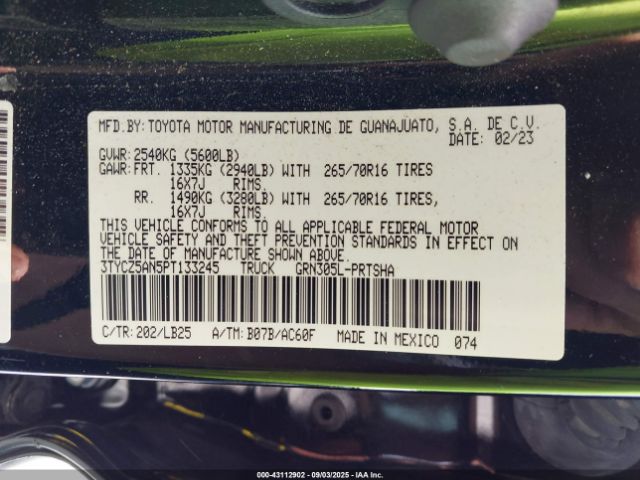 MFD.BY:TOYOTA MOTOR MANUFACTURING DE GUANAJUATO, S.A. DE C.V.
DATE: 02/23
GVWR:2540KG (5600LB)
GAWR:FRT. 1335KG (2940LB) WITH 265/70R16 TIRES
16X7J RIMS,
RR. 1490KG (3280LB) WITH 265/70R16 TIRES,
16X7J RIMS.
THIS VEHICLE CONFORMS TO ALL APPLICABLE FEDERAL MOTOR
VEHICLE SAFETY AND THEFT PREVENTION STANDARDS IN EFFECT ON
THE DATE OF MANUFACTURE SHOWN ABOVE.
3TYCZ5AN5PT133245 TRUCK GRN305L-PRTSHA
C/TR:202/LB25 A/TM:B07B/AC60F MADE IN MEXICO 074
000-43112902 - 09/03/2025 - IAAI.COM